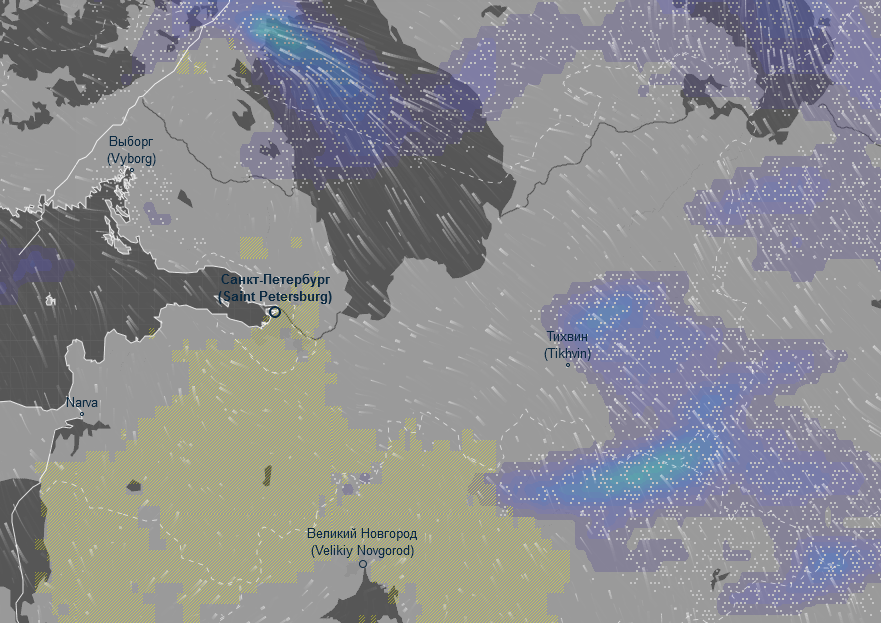 Выборг
(Vyborg)
Санкт-Петербург
(Saint Petersburg)
Тихвин
(Tikhvin)
Narva
Великий Новгород
(Velikiy Novgorod)